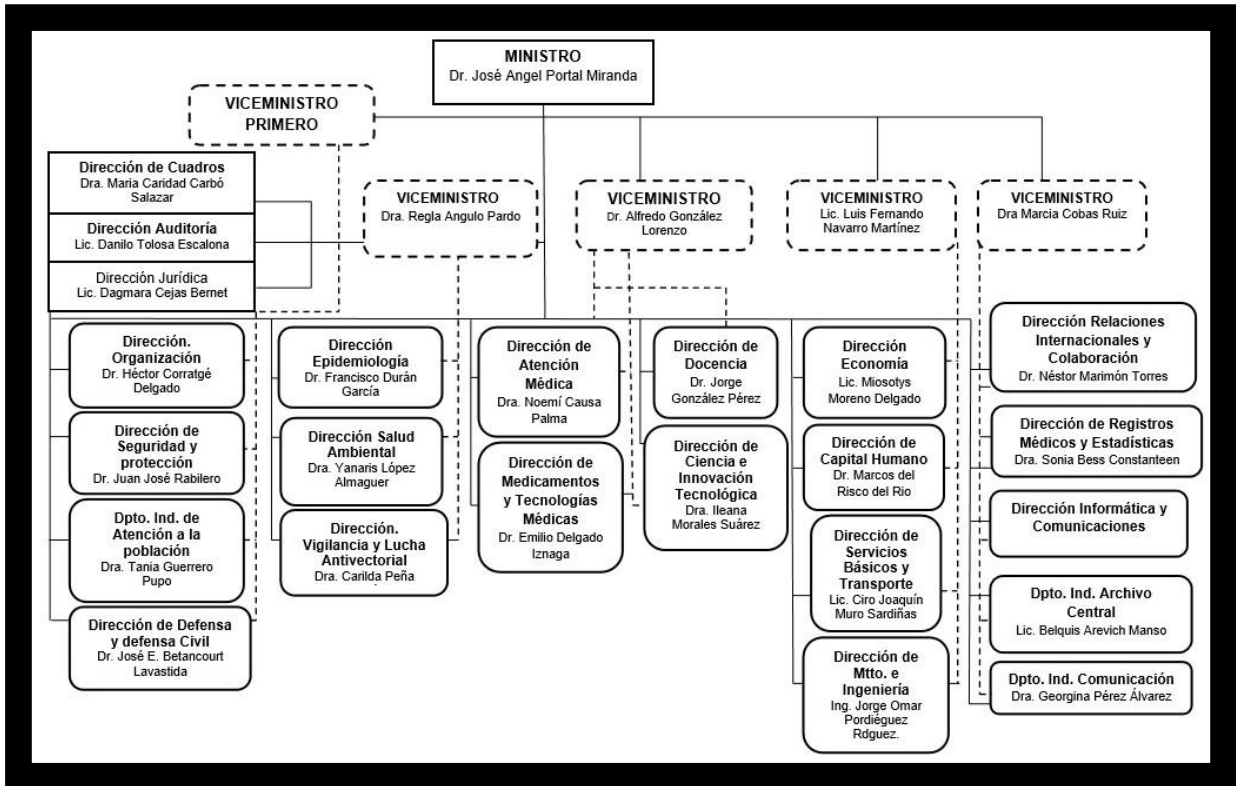 MINISTRO
Dr. José Angel Portal Miranda
VICEMINISTRO
PRIMERO
Dirección de Cuadros
Dra. Maria Caridad Carbó
Salazar
Dirección Auditoría
Lic. Danilo Tolosa Escalona
Dirección Jurídica
Lic. Dagmara Cejas Bernet
VICEMINISTRO
Dra. Regla Angulo Pardo
VICEMINISTRO
Dr. Alfredo González
Lorenzo
VICEMINISTRO
Lic. Luis Fernando
Navarro Martínez
VICEMINISTRO
Dra Marcia Cobas Ruiz
Dirección.
Organización
Dr. Héctor Corratgé
Delgado
Dirección de
Seguridad y
protección
Dr. Juan José Rabilero
Dpto. Ind. de
Atención a la
población
Dra. Tania Guerrero
Pupo
Dirección de Defensa
y defensa Civil
Dr. José E. Betancourt
Lavastida
Dirección
Epidemiología
Dr. Francisco Durán
García
Dirección Salud
Ambiental
Dra. Yanaris López
Almaguer
Dirección.
Vigilancia y Lucha
Antivectorial
Dra. Carilda Peña
Dirección de
Atención
Médica
Dra. Noemí Causa
Palma
Dirección de
Medicamentos
y Tecnologías
Médicas
Dr. Emilio Delgado
Iznaga
Dirección de
Docencia
Dr. Jorge
González Pérez
Dirección de
Ciencia e
Innovación
Tecnológica
Dra. Ileana
Morales Suárez
Dirección
Economía
Lic. Miosotys
Moreno Delgado
Dirección de
Capital Humano
Dr. Marcos del
Risco del Rio
Dirección de
Servicios
Básicos y
Transporte
Lic. Ciro Joaquín
Muro Sardiñas
Dirección de
Mtto. e
Ingeniería
Ing. Jorge Omar
Pordiéguez
Rdguez.
Dirección Relaciones
Internacionales y
Colaboración
Dr. Néstor Marimón Torres
Dirección de Registros
Médicos y Estadísticas
Dra. Sonia Bess Constanteen
Dirección Informática y
Comunicaciones
Dpto. Ind. Archivo
Central
Lic. Belquis Arevich Manso
Dpto. Ind. Comunicación
Dra. Georgina Pérez Álvarez